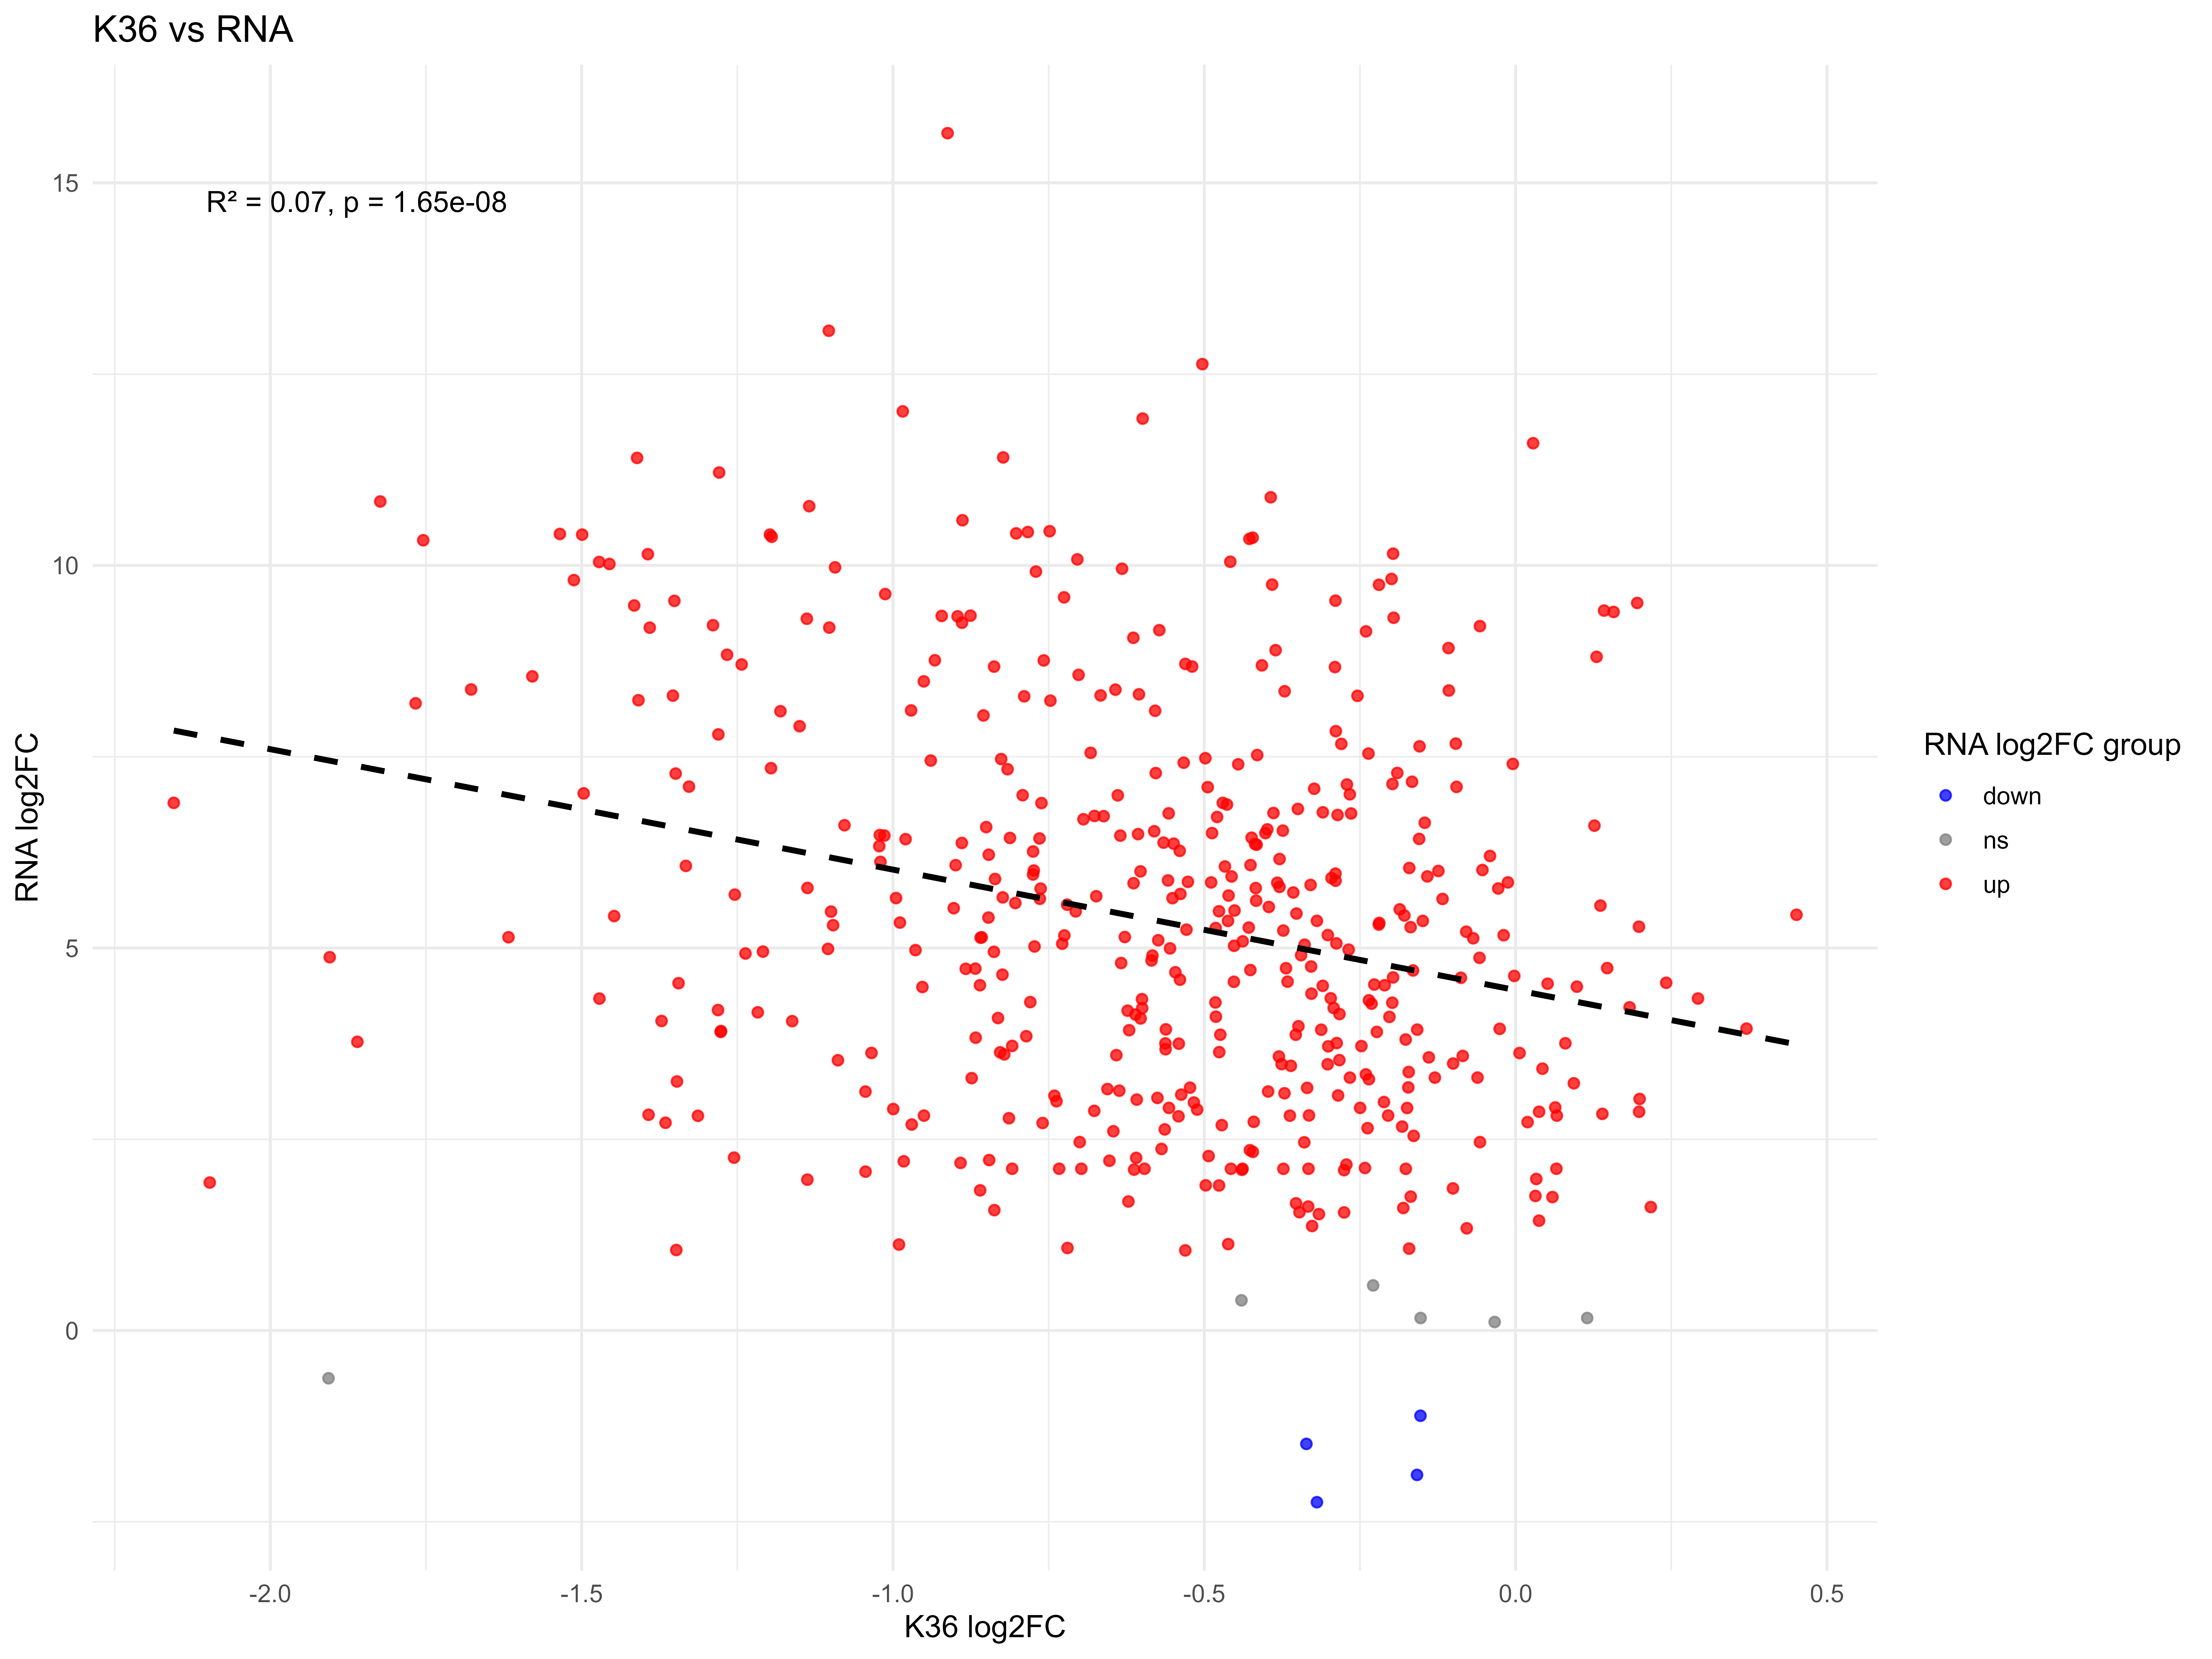 K36 vs RNA
R² = 0.07, p = 1.65e-08
15
10
5
0
RNA log2FC
-2.0
-1.5
-1.0
-0.5
0.0
0.5
K36 log2FC
RNA log2FC group
down
ns
up